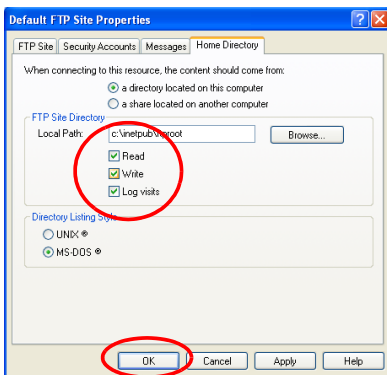 Default FTP Site Properties
FTP Site Security Accounts Messages Home Directory
When connecting to this resource, the content should come from:
a directory located on this computer
a share located on another computer
FTP Site Directory
Local Path: c:\inetpub\ftproot Browse...
Read
Write
Log visits
Directory Listing Style
UNIX ®
MS-DOS ®
OK Cancel Apply Help